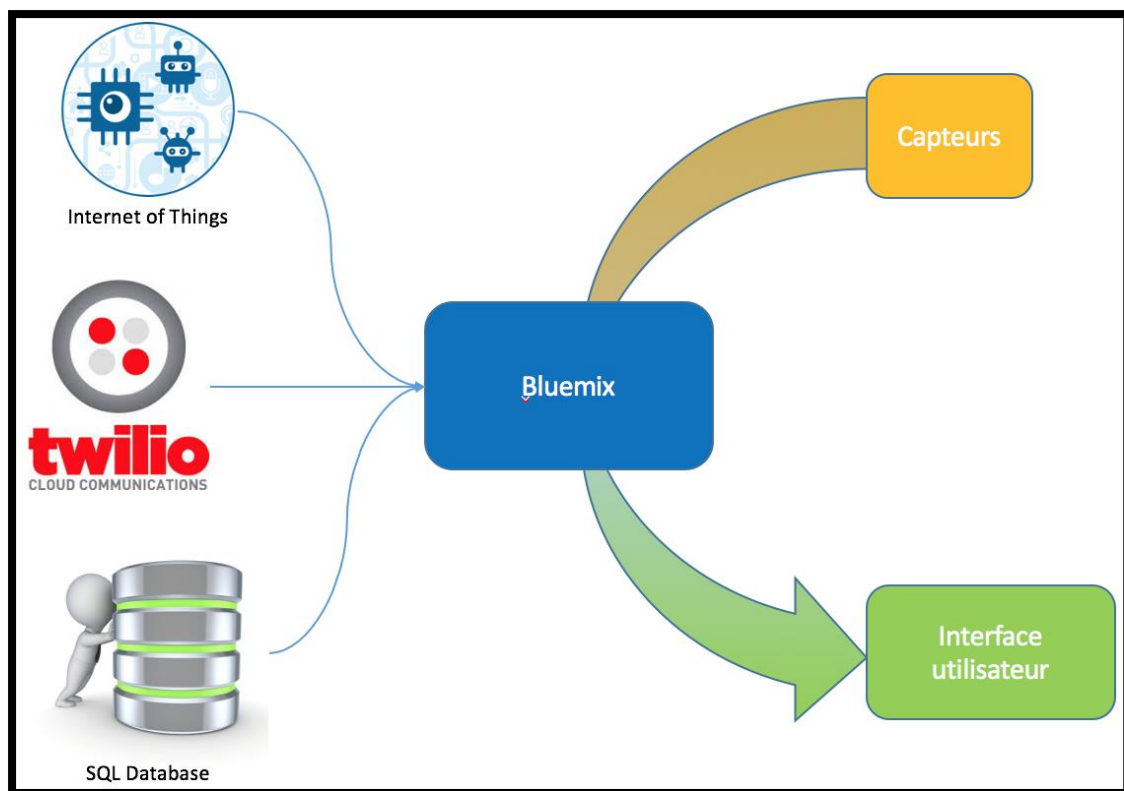 Internet of Things
twilio
CLOUD COMMUNICATIONS
SQL Database
Bluemix
Capteurs
Interface
utilisateur